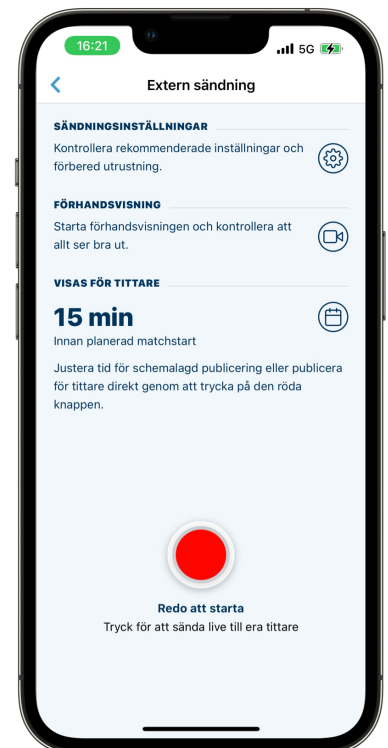 16:21
5G
Extern sändning
SÄNDNINGSINSTÄLLNINGAR
Kontrollera rekommenderade inställningar och
förbered utrustning.
FÖRHANDSVISNING
Starta förhandsvisningen och kontrollera att
allt ser bra ut.
VISAS FÖR TITTARE
15 min
Innan planerad matchstart
Justera tid för schemalagd publicering eller publicera
för tittare direkt genom att trycka på den röda
knappen.
Redo att starta
Tryck för att sända live till era tittare